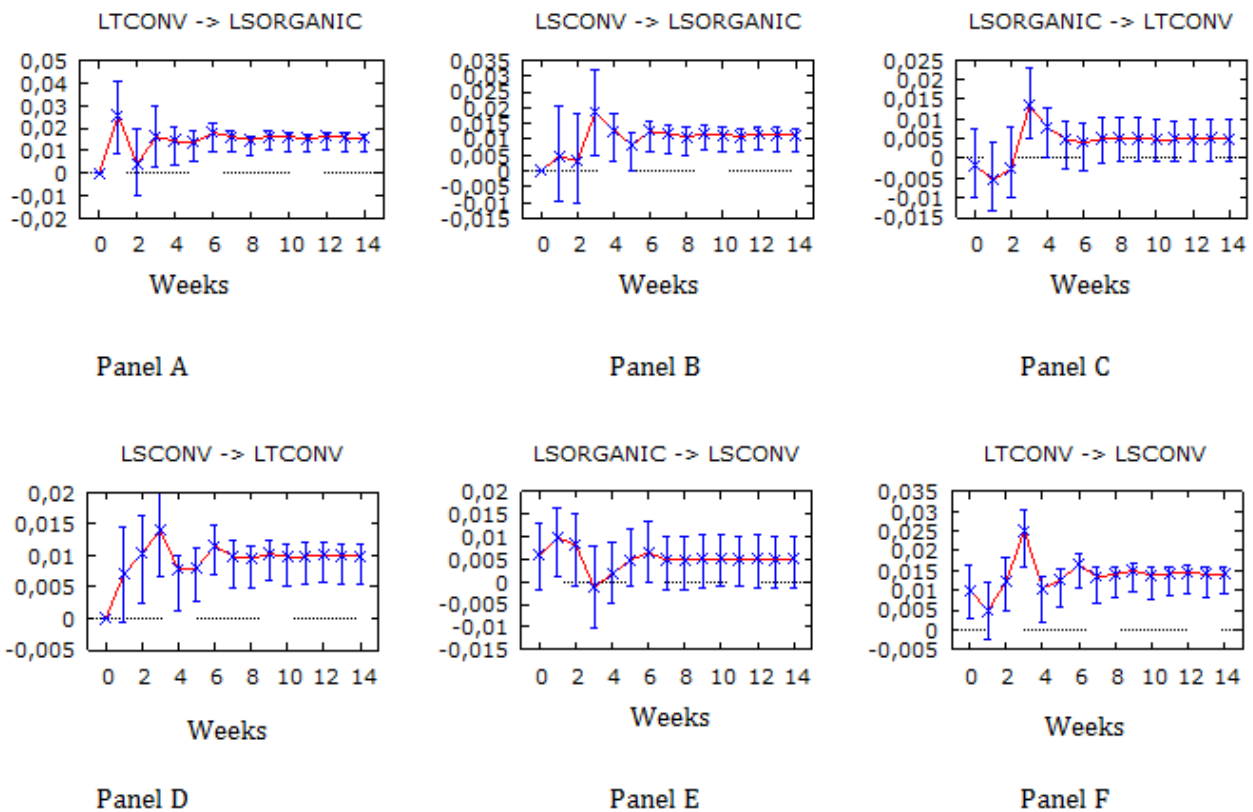 LTCONV -> LSORGANIC
0,05
0,04
0,03
0,02
0,01
0
-0,01
-0,02
0 2 4 6 8 10 12 14
Weeks
Panel A
LSCONV -> LSORGANIC
0,035
0,03
0,025
0,02
0,015
0,01
0,005
0
-0,005
-0,01
-0,015
0 2 4 6 8 10 12 14
Weeks
Panel B
LSORGANIC -> LTCONV
0,025
0,02
0,015
0,01
0,005
0
-0,005
-0,01
-0,015
0 2 4 6 8 10 12 14
Weeks
Panel C
LSCONV -> LTCONV
0,02
0,015
0,01
0,005
0
-0,005
0 2 4 6 8 10 12 14
Weeks
Panel D
LSORGANIC -> LSCONV
0,02
0,015
0,01
0,005
0
-0,005
-0,01
-0,015
0 2 4 6 8 10 12 14
Weeks
Panel E
LTCONV -> LSCONV
0,035
0,03
0,025
0,02
0,015
0,01
0,005
0
-0,005
0 2 4 6 8 10 12 14
Weeks
Panel F